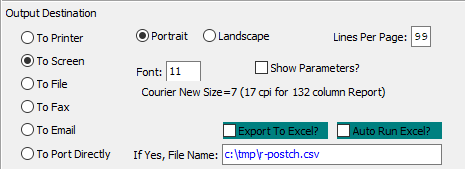 Output Destination
To Printer
Portrait
Landscape
Lines Per Page: 99
To Screen
Font: 11
Show Parameters?
To File
Courier New Size=7 (17 cpi for 132 column Report)
To Fax
To Email
Export To Excel?
Auto Run Excel?
To Port Directly
If Yes, File Name: c:\tmp\r-postch.csv